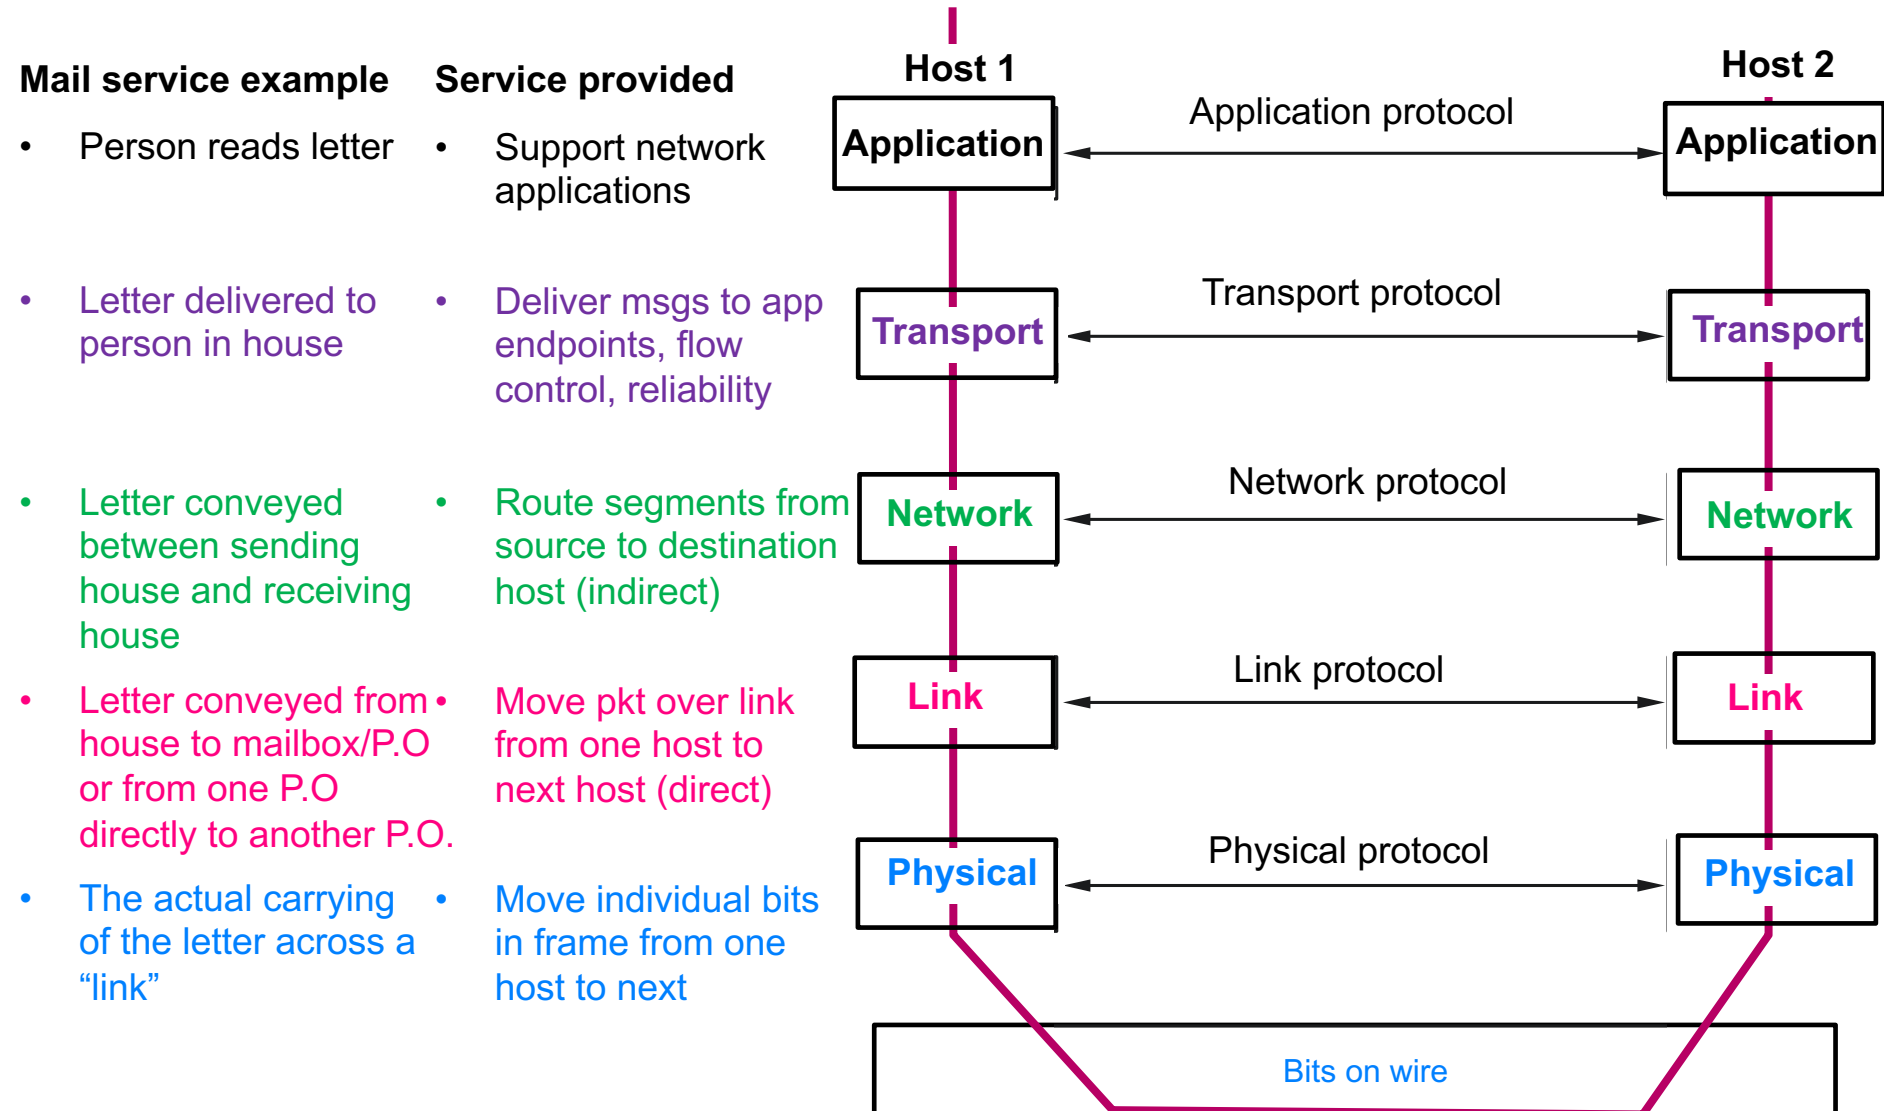 Mail service example
Service provided
Host 1
Host 2
• Person reads letter
• Support network
applications
Application
Application protocol
Application
• Letter delivered to
person in house
• Deliver msgs to app
endpoints, flow
control, reliability
Transport
Transport protocol
Transport
• Letter conveyed
between sending
house and receiving
house
• Route segments from
source to destination
host (indirect)
Network
Network protocol
Network
• Letter conveyed from
house to mailbox/P.O
or from one P.O
directly to another P.O.
• Move pkt over link
from one host to
next host (direct)
Link
Link protocol
Link
• The actual carrying
of the letter across a
“link”
• Move individual bits
in frame from one
host to next
Physical
Physical protocol
Physical
Bits on wire